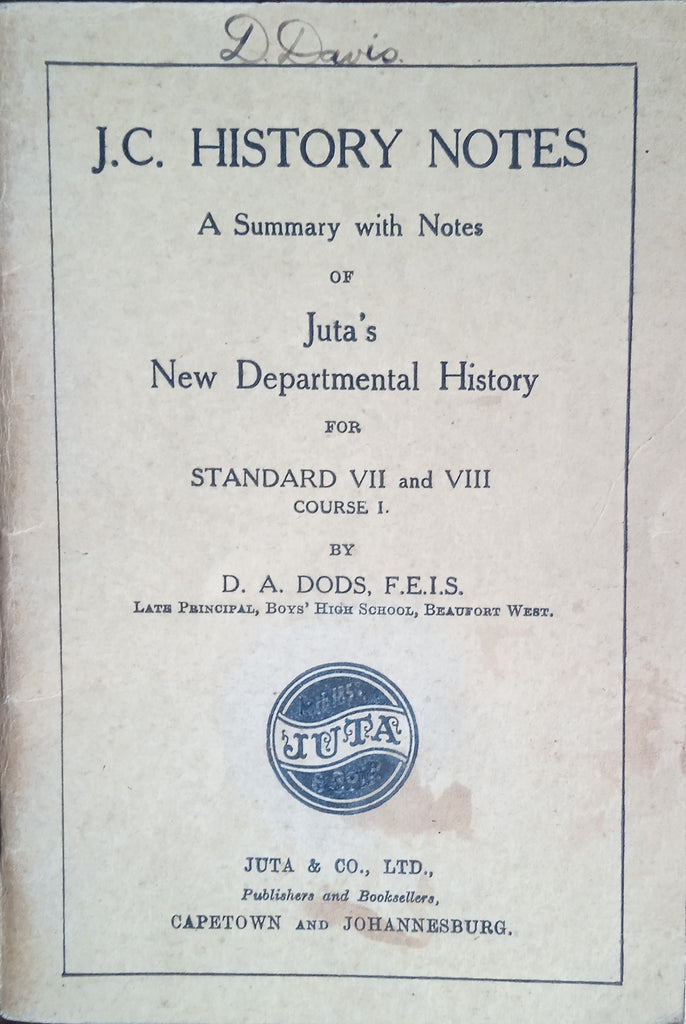 D. Davis.
J.C. HISTORY NOTES
A Summary with Notes
OF
Juta's
New Departmental History
FOR
STANDARD VII and VIII
COURSE I.
BY
D. A. DODS, F.E.I.S.
LATE PRINCIPAL, BOYS' HIGH SCHOOL, BEAUFORT WEST.
JUTA
JUTA & CO., LTD.,
Publishers and Booksellers,
CAPETOWN AND JOHANNESBURG.